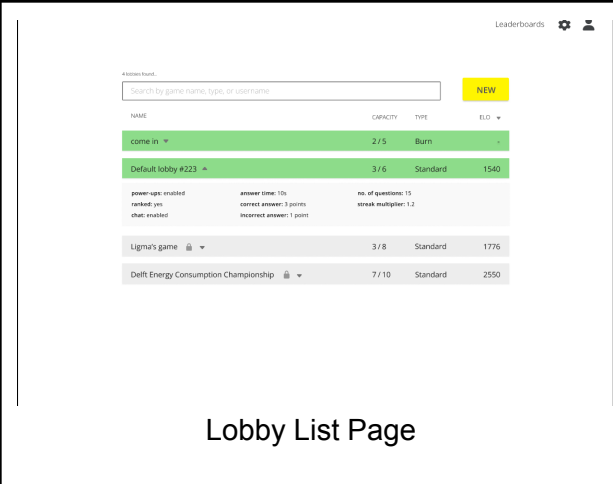 Leaderboards
4 lobbies found..
Search by game name, type, or username
NEW
NAME CAPACITY TYPE ELO
come in 2 / 5 Burn -
Default lobby #223 3 / 6 Standard 1540
power-ups: enabled answer time: 10s no. of questions: 15
ranked: yes correct answer: 3 points streak multiplier: 1.2
chat: enabled incorrect answer: 1 point
Ligma's game 3 / 8 Standard 1776
Delft Energy Consumption Championship 7 / 10 Standard 2550
Lobby List Page